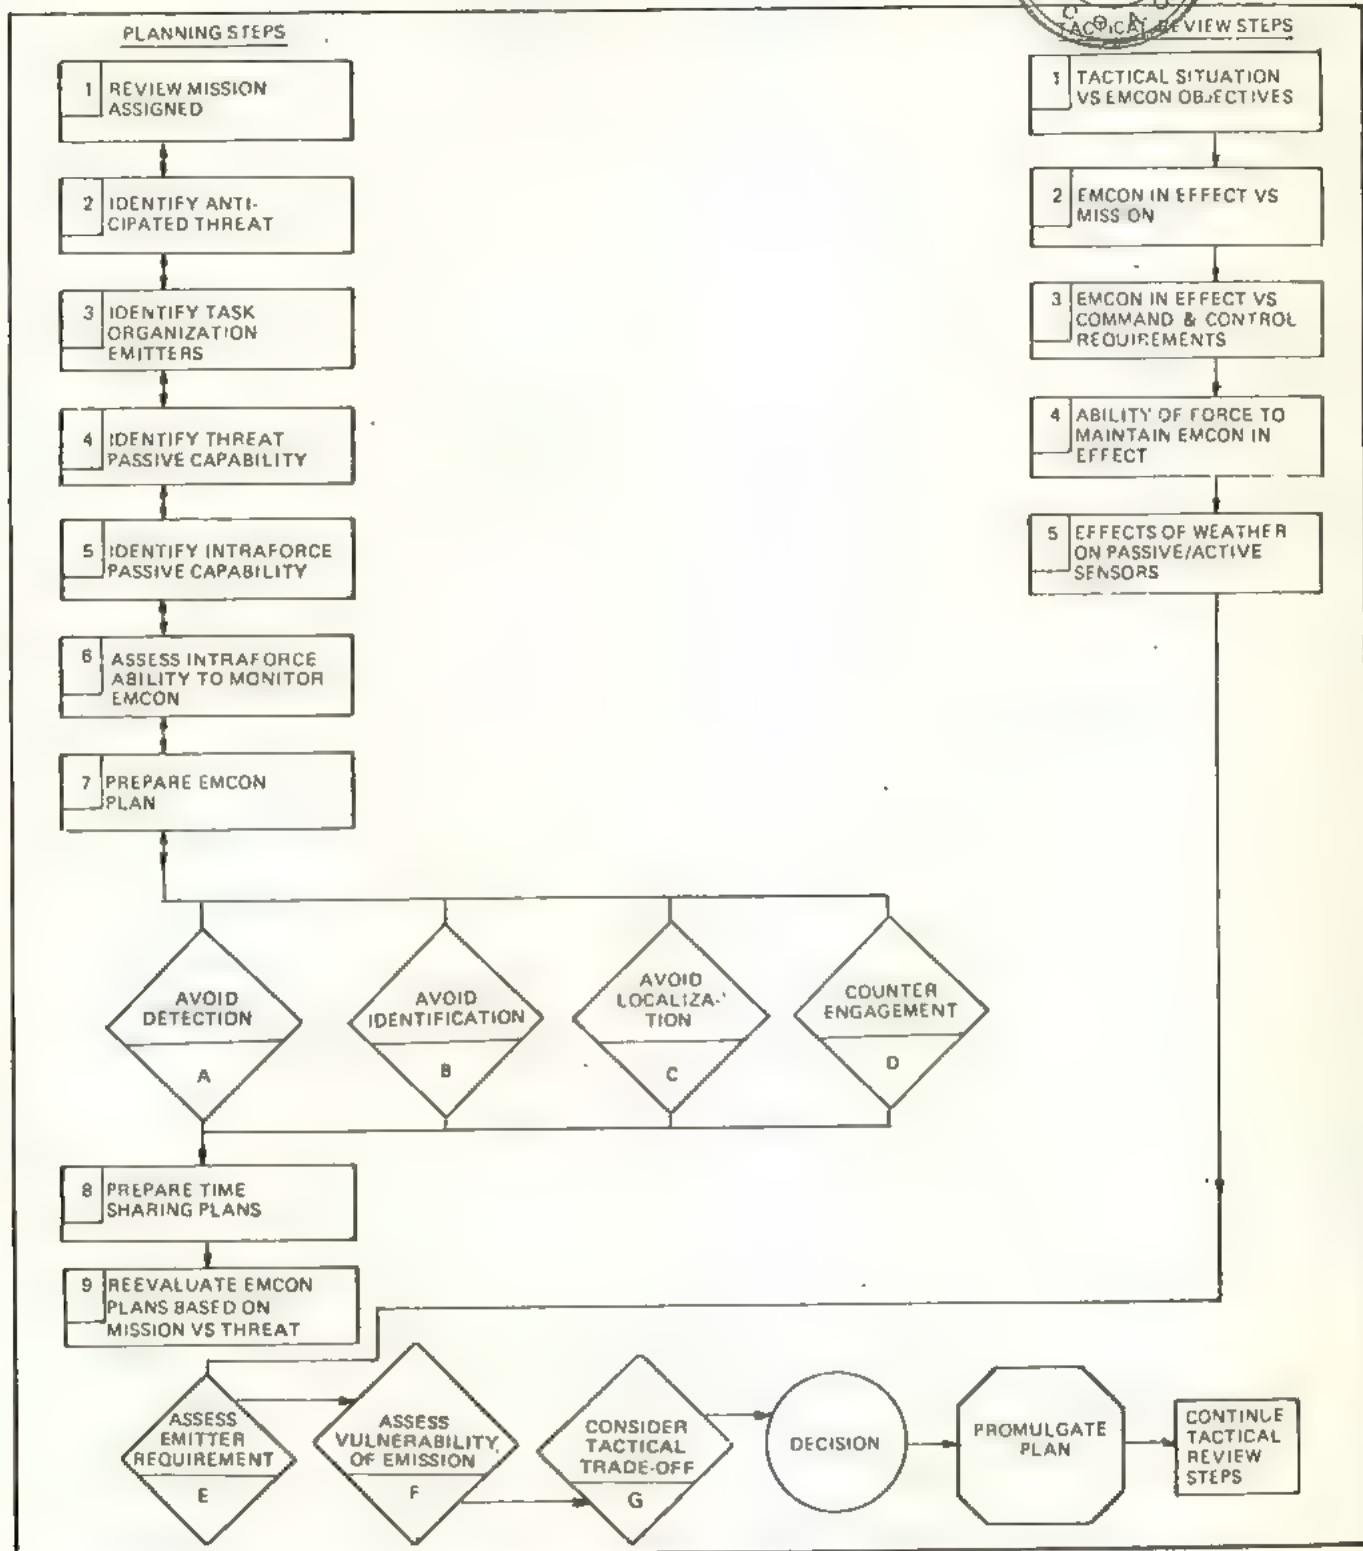 PLANNING STEPS
1 REVIEW MISSION
ASSIGNED
2 IDENTIFY ANTI-
CIPATED THREAT
3 IDENTIFY TASK
ORGANIZATION
EMITTERS
4 IDENTIFY THREAT
PASSIVE CAPABILITY
5 IDENTIFY INTRAFORCE
PASSIVE CAPABILITY
6 ASSESS INTRAFORCE
ABILITY TO MONITOR
EMCON
7 PREPARE EMCON
PLAN
AVOID
DETECTION
A
AVOID
IDENTIFICATION
B
AVOID
LOCALIZA-
TION
C
COUNTER
ENGAGEMENT
D
8 PREPARE TIME
SHARING PLANS
9 REEVALUATE EMCON
PLANS BASED ON
MISSION VS THREAT
TACTICAL REVIEW STEPS
1 TACTICAL SITUATION
VS EMCON OBJECTIVES
2 EMCON IN EFFECT VS
MISSION
3 EMCON IN EFFECT VS
COMMAND & CONTROL
REQUIREMENTS
4 ABILITY OF FORCE TO
MAINTAIN EMCON IN
EFFECT
5 EFFECTS OF WEATHER
ON PASSIVE/ACTIVE
SENSORS
ASSESS
EMITTER
REQUIREMENT
E
ASSESS
VULNERABILITY
OF EMISSION
F
CONSIDER
TACTICAL
TRADE-OFF
G
DECISION
PROMULGATE
PLAN
CONTINUE
TACTICAL
REVIEW
STEPS